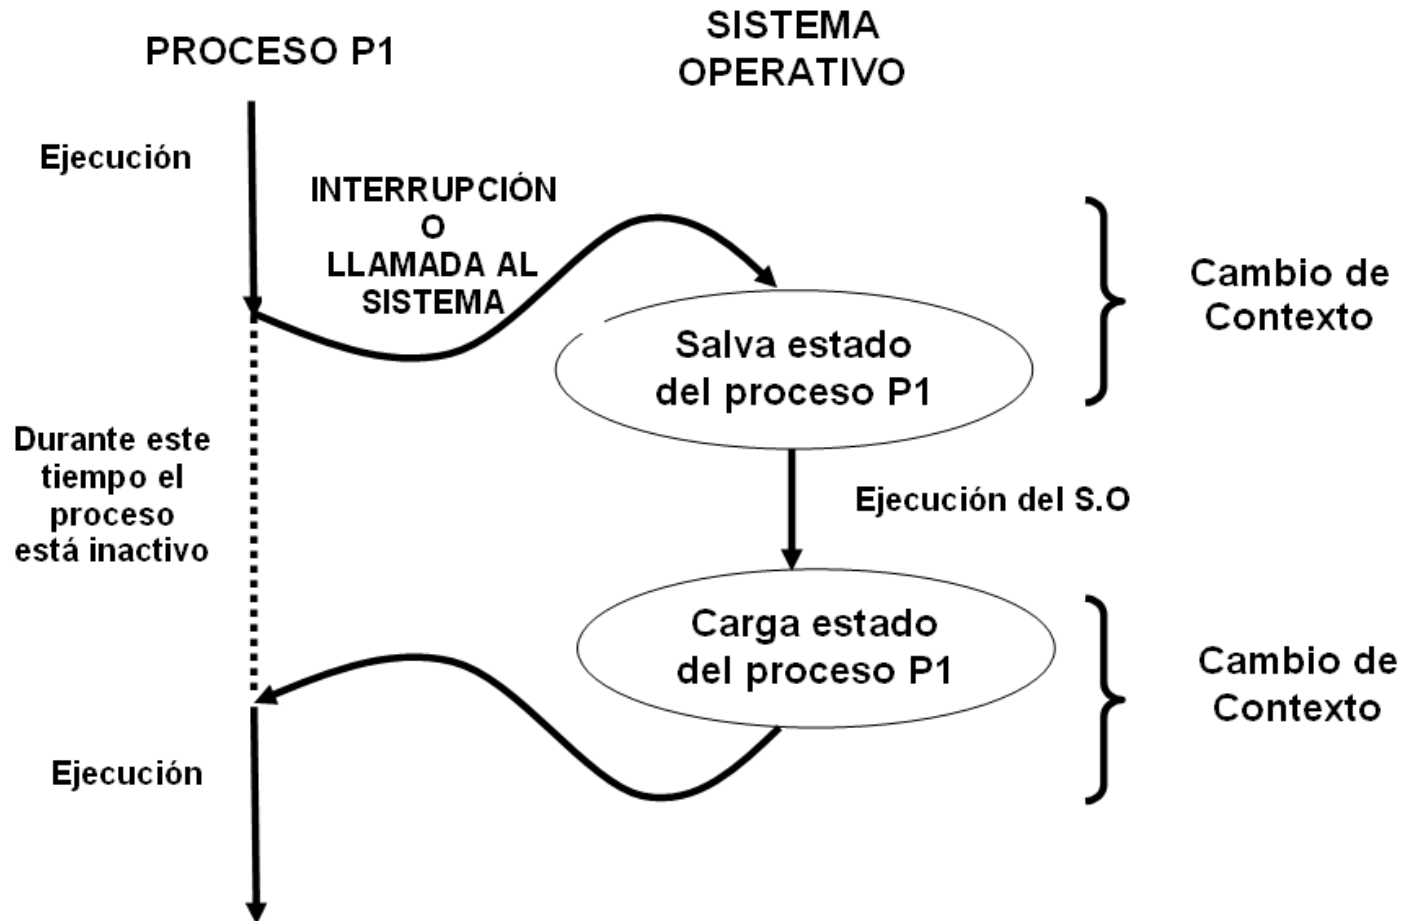 PROCESO P1
SISTEMA
OPERATIVO
Ejecución
INTERRUPCIÓN
O
LLAMADA AL
SISTEMA
Cambio de
Contexto
Salva estado
del proceso P1
Durante este
tiempo el
proceso
está inactivo
Ejecución del S.O
Carga estado
del proceso P1
Cambio de
Contexto
Ejecución